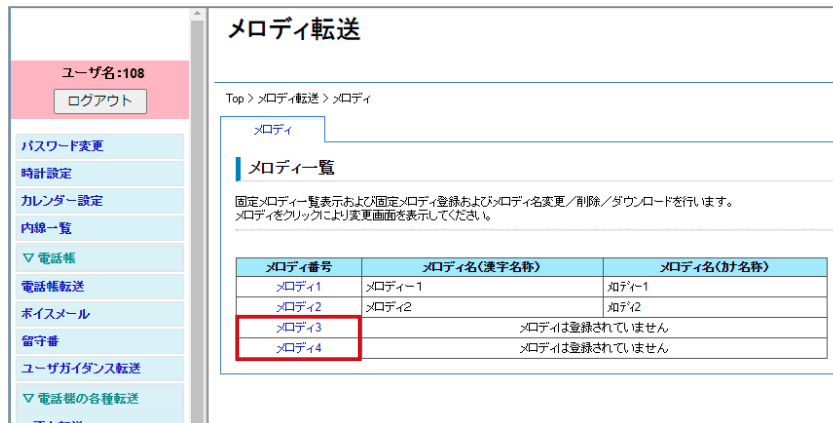 メロディ転送
ユーザ名:108
ログアウト
パスワード変更
時計設定
カレンダー設定
内線一覧
▽ 電話帳
電話帳転送
ボイスメール
留守番
ユーザガイダンス転送
▽ 電話機の各種転送
Top > メロディ転送 > メロディ
メロディ
メロディ一覧
固定メロディ一覧表示および固定メロディ登録およびメロディ名変更/削除/ダウンロードを行います。
メロディをクリックにより変更画面を表示してください。
メロディ番号 メロディ名(漢字名称) メロディ名(カナ名称)
メロディ1 メロディー1 メロディー1
メロディ2 メロディ2 メロディ2
メロディ3 メロディは登録されていません
メロディ4 メロディは登録されていません